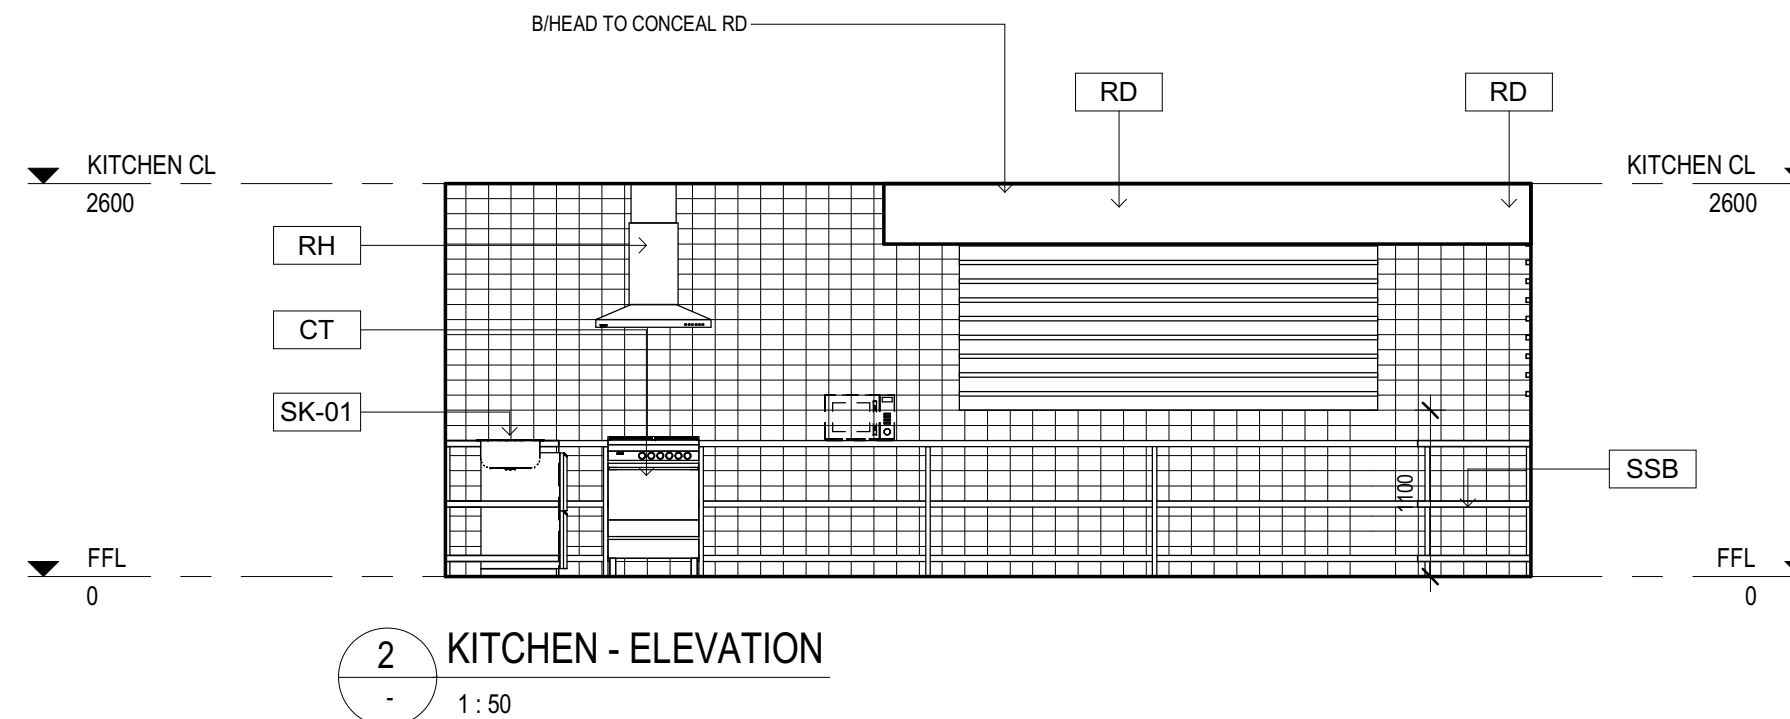 B/HEAD TO CONCEAL RD
RD
RD
KITCHEN CL
2600
KITCHEN CL
2600
RH
CT
SK-01
SSB
1100
FFL
0
FFL
0
2
KITCHEN - ELEVATION
-
1 : 50